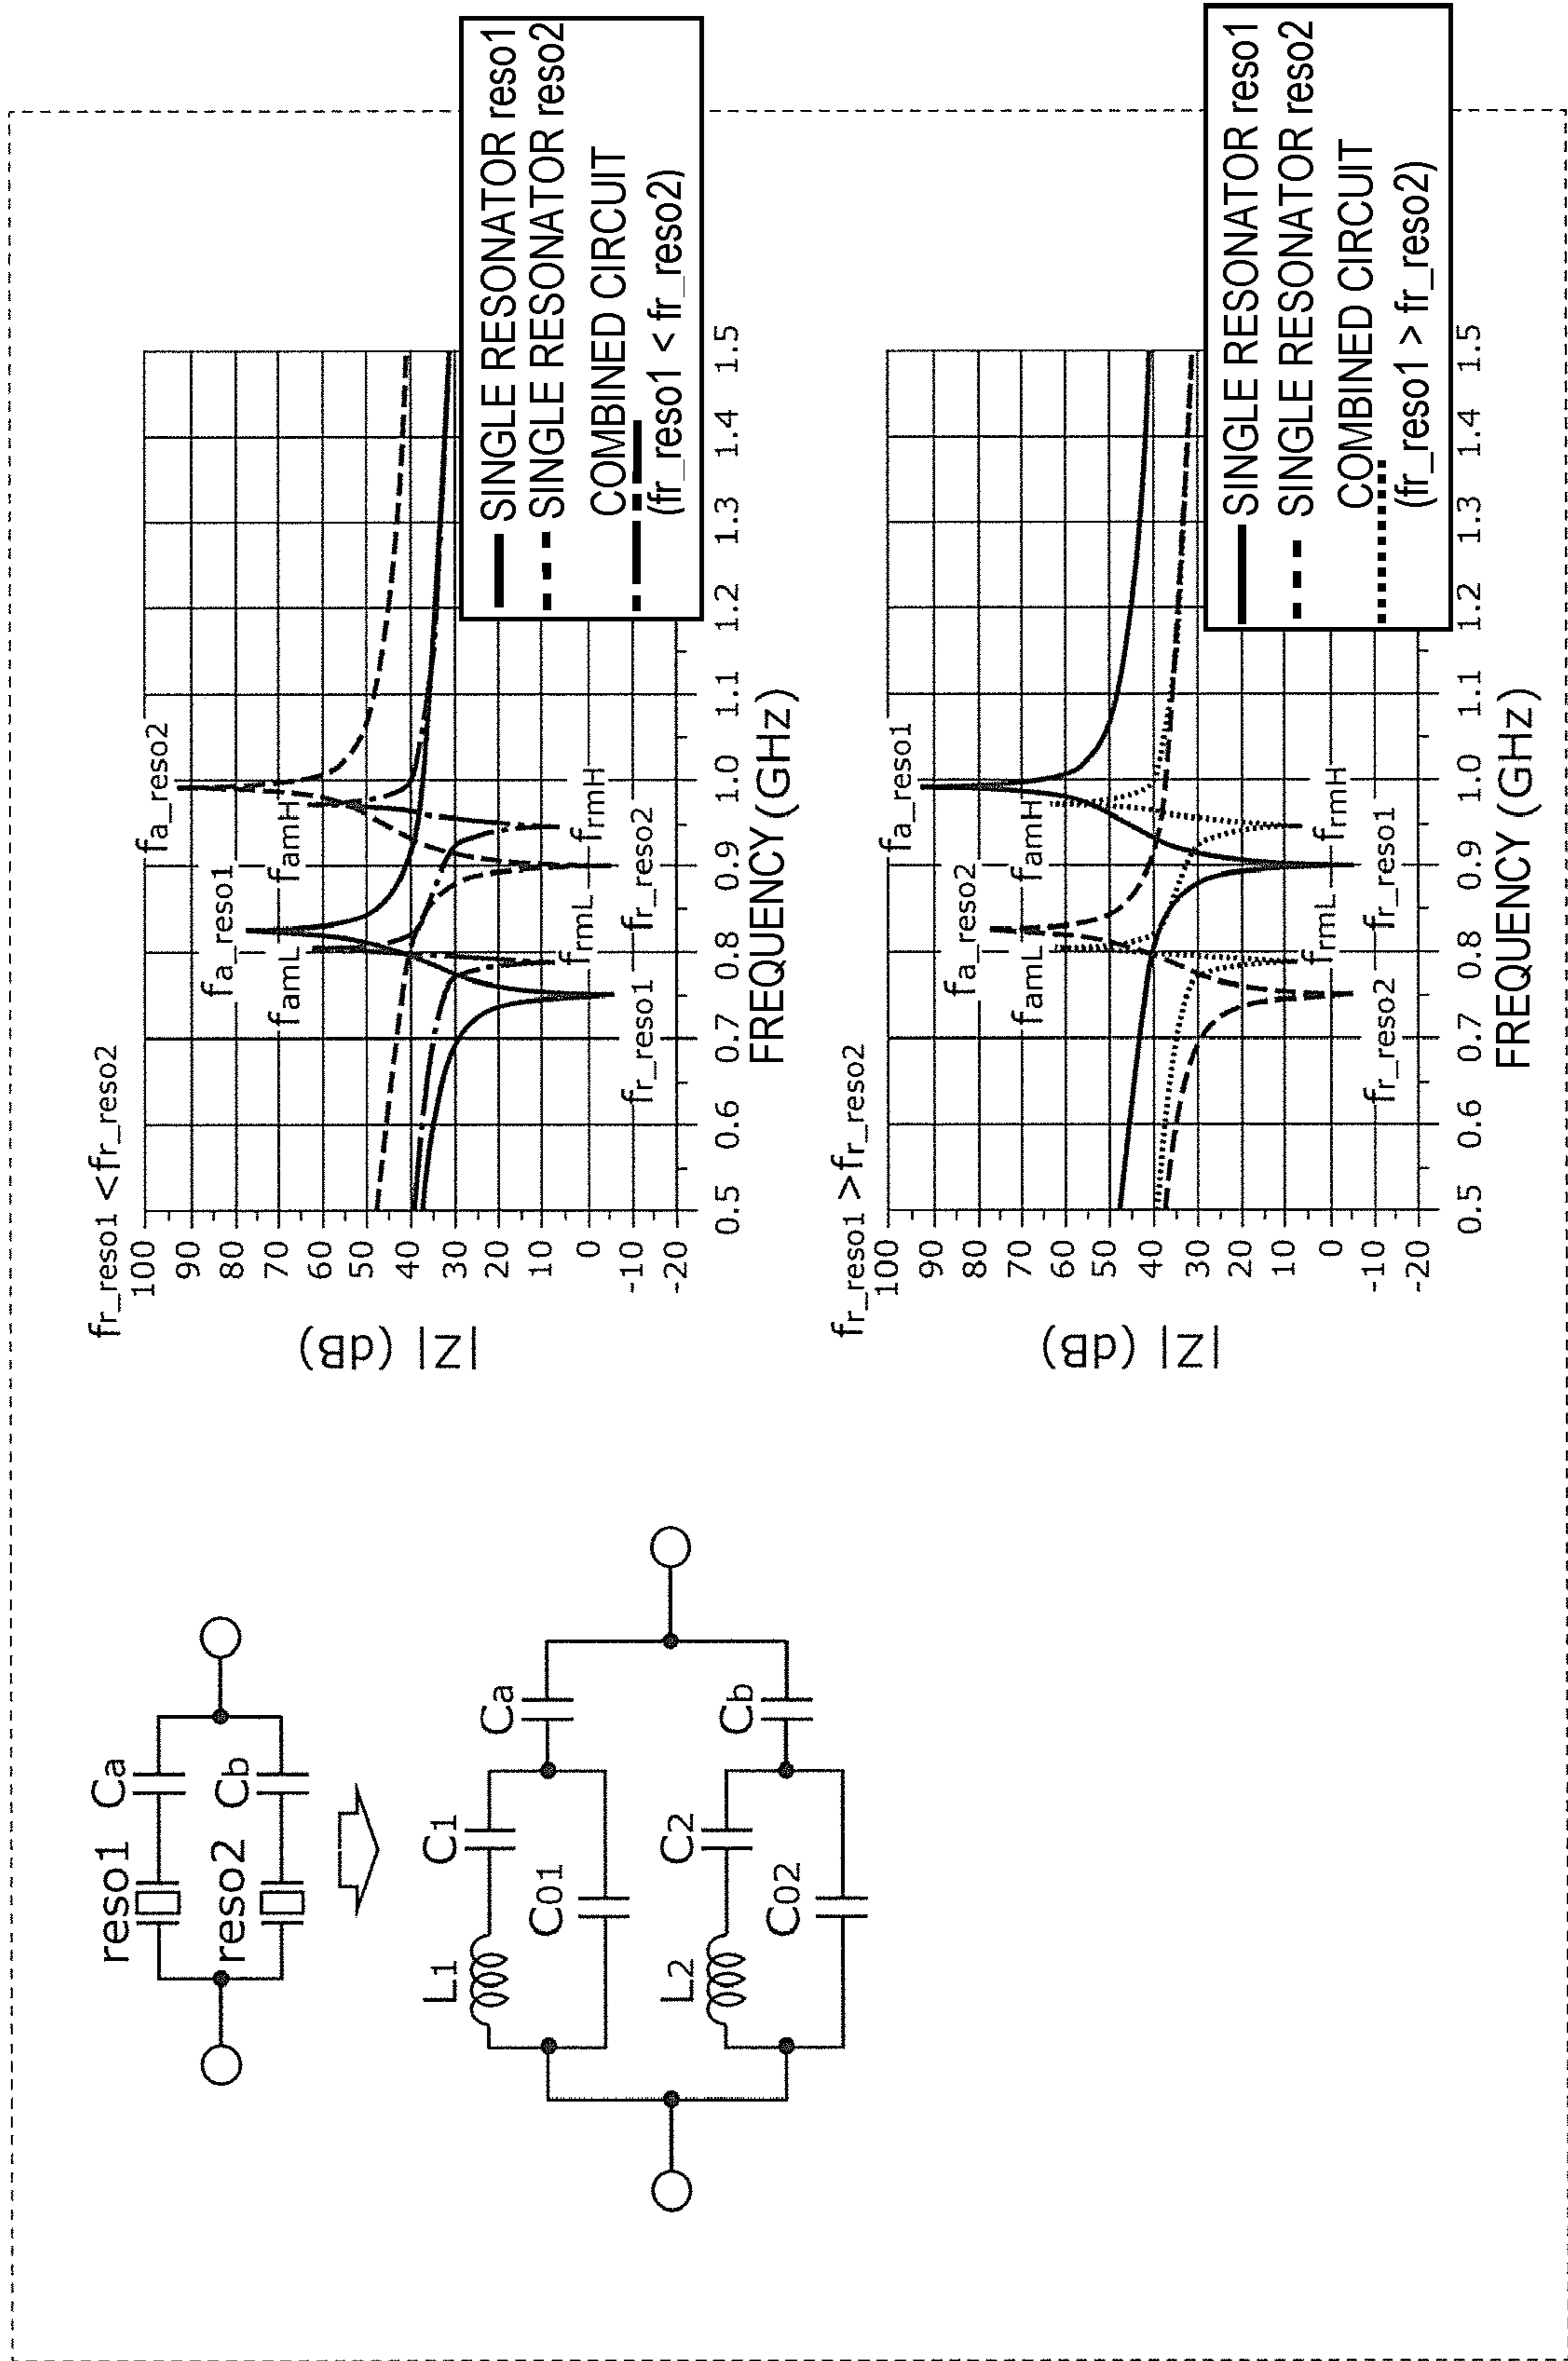 reso1
Ca
reso2
Cb
L1
C1
Ca
C01
L2
C2
Cb
C02
fr_reso1 <fr_reso2
|Z| (dB)
100
90
80
70
60
50
40
30
20
10
0
-10
-20
fa_reso2
fa_reso1
famL
famH
frmL
frmH
fr_reso1
fr_reso2
0.5 0.6 0.7 0.8 0.9 1.0 1.1 1.2 1.3 1.4 1.5
FREQUENCY (GHz)
SINGLE RESONATOR reso1
SINGLE RESONATOR reso2
COMBINED CIRCUIT
(fr_reso1 < fr_reso2)
fr_reso1 >fr_reso2
|Z| (dB)
100
90
80
70
60
50
40
30
20
10
0
-10
-20
fa_reso1
fa_reso2
famL
famH
frmL
frmH
fr_reso2
fr_reso1
0.5 0.6 0.7 0.8 0.9 1.0 1.1 1.2 1.3 1.4 1.5
FREQUENCY (GHz)
SINGLE RESONATOR reso1
SINGLE RESONATOR reso2
COMBINED CIRCUIT
(fr_reso1 > fr_reso2)